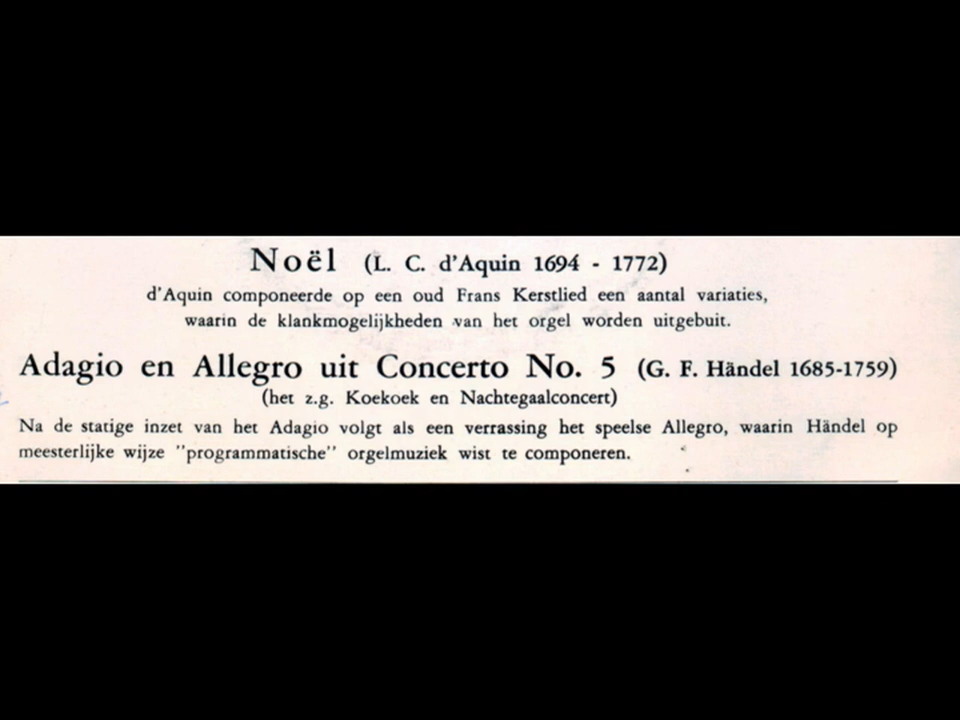 Noël (L. C. d'Aquin 1694 - 1772)
d'Aquin componeerde op een oud Frans Kerstlied een aantal variaties,
waarin de klankmogelijkheden van het orgel worden uitgebuit.
Adagio en Allegro uit Concerto No. 5 (G. F. Händel 1685-1759)
(het z.g. Koekoek en Nachtegaalconcert)
Na de statige inzet van het Adagio volgt als een verrassing het speelse Allegro, waarin Händel op
meesterlijke wijze "programmatische" orgelmuziek wist te componeren.